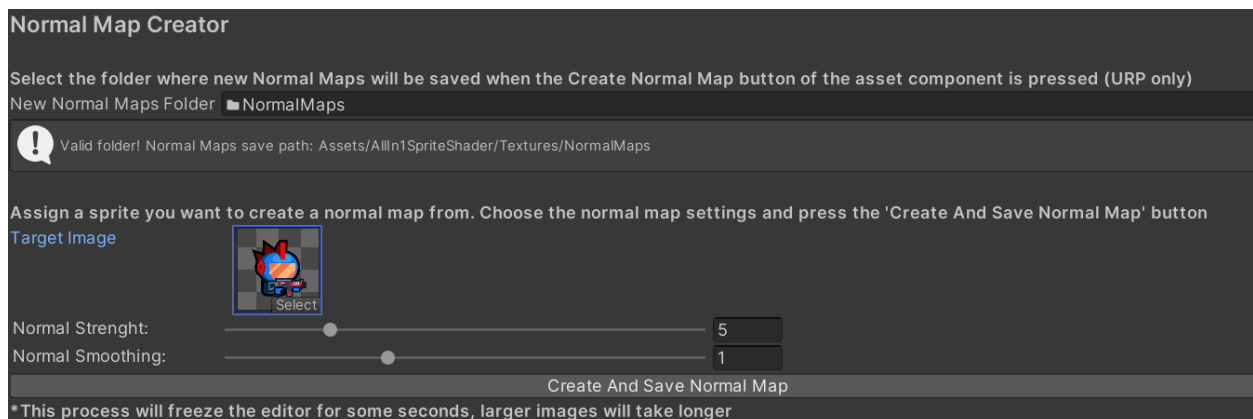 Normal Map Creator
Select the folder where new Normal Maps will be saved when the Create Normal Map button of the asset component is pressed (URP only)
New Normal Maps Folder NormalMaps
Valid folder! Normal Maps save path: Assets/AllIn1SpriteShader/Textures/NormalMaps
Assign a sprite you want to create a normal map from. Choose the normal map settings and press the 'Create And Save Normal Map' button
Target Image
Select
Normal Strenght: 5
Normal Smoothing: 1
Create And Save Normal Map
*This process will freeze the editor for some seconds, larger images will take longer